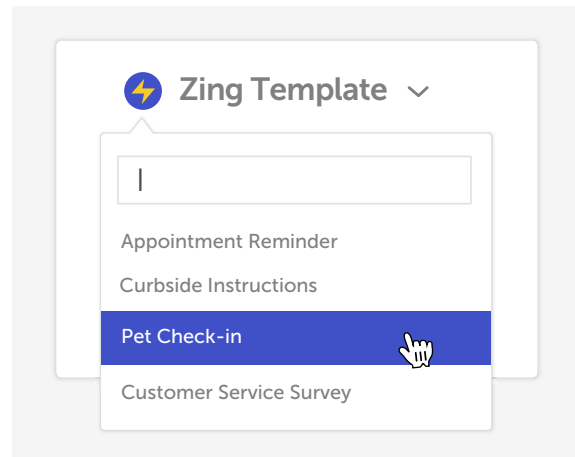 Zing Template
Appointment Reminder
Curbside Instructions
Pet Check-in
Customer Service Survey